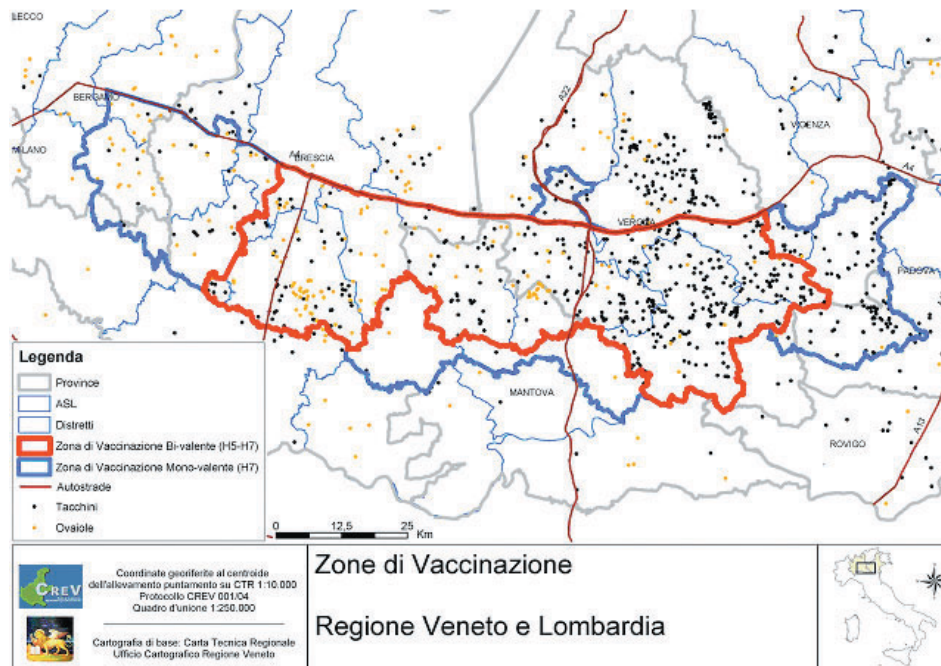 LECCO
BERGAMO
MILANO
A4
BRESCIA
A22
VERONA
VICENZA
A4
PADOVA
MANTOVA
ROVIGO
A13
Legenda
Province
ASL
Distretti
Zona di Vaccinazione Bi-valente (H5-H7)
Zona di Vaccinazione Mono-valente (H7)
Autostrade
Tacchini
Ovaiole
0 12,5 25
Km
CREV
Coordinate georiferite al centroide
dell'allevamento puntamento su CTR 1:10.000
Protocollo CREV 001/04
Quadro d'unione 1:250.000
Cartografia di base: Carta Tecnica Regionale
Ufficio Cartografico Regione Veneto
Zone di Vaccinazione
Regione Veneto e Lombardia